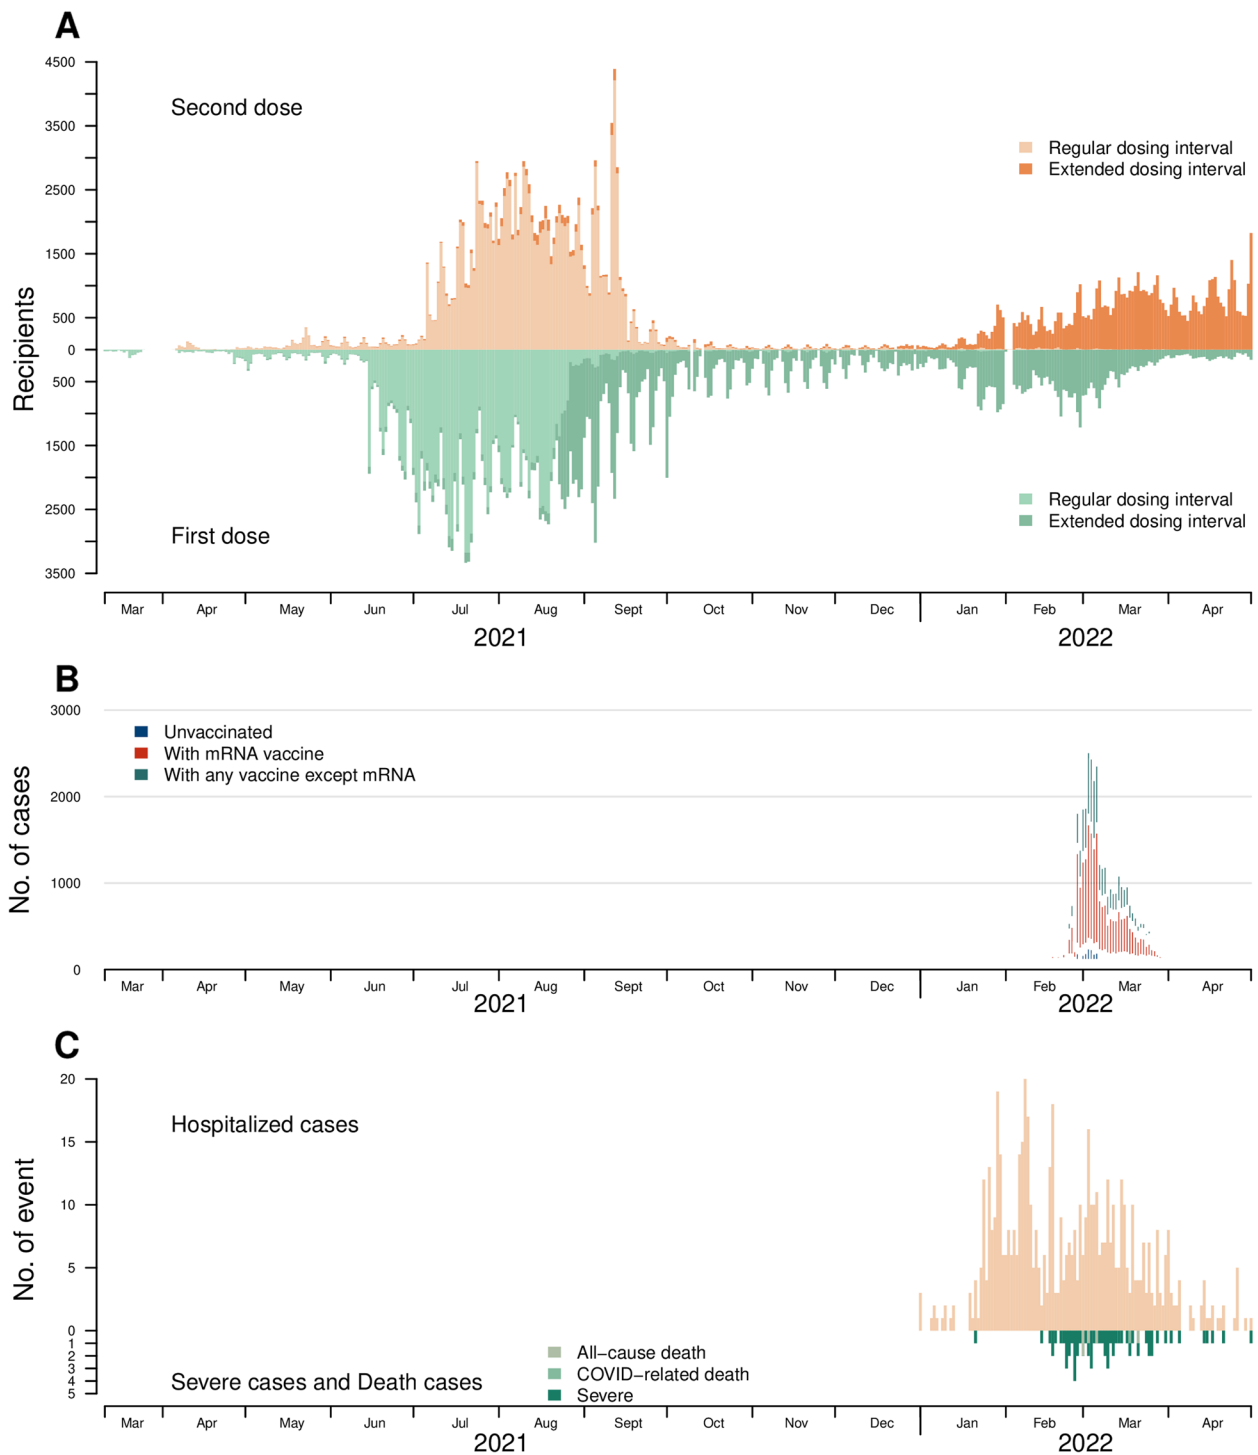 A
4500
3500
2500
1500
500
0
500
1500
2500
3500
Recipients
Second dose
Regular dosing interval
Extended dosing interval
First dose
Regular dosing interval
Extended dosing interval
Mar Apr May Jun Jul Aug Sept Oct Nov Dec Jan Feb Mar Apr
2021 2022
B
3000
2000
1000
0
No. of cases
Unvaccinated
With mRNA vaccine
With any vaccine except mRNA
Mar Apr May Jun Jul Aug Sept Oct Nov Dec Jan Feb Mar Apr
2021 2022
C
20
15
10
5
0
1
2
3
4
5
No. of event
Hospitalized cases
Severe cases and Death cases
All−cause death
COVID−related death
Severe
Mar Apr May Jun Jul Aug Sept Oct Nov Dec Jan Feb Mar Apr
2021 2022